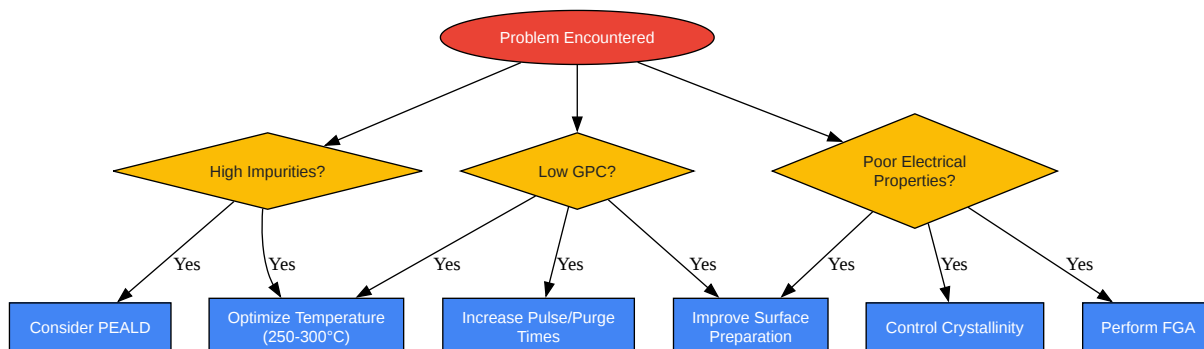 Problem Encountered
High Impurities?
Low GPC?
Poor Electrical
Properties?
Yes
Yes
Yes
Yes
Yes
Yes
Yes
Yes
Consider PEALD
Optimize Temperature
(250-300°C)
Increase Pulse/Purge
Times
Improve Surface
Preparation
Control Crystallinity
Perform FGA